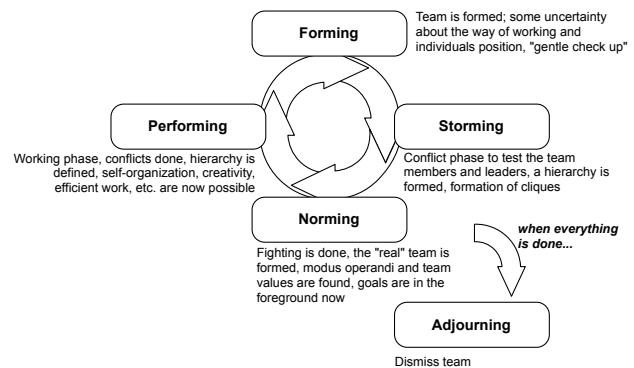 Forming
Team is formed; some uncertainty
about the way of working and
individuals position, "gentle check up"
Performing
Working phase, conflicts done, hierarchy is
defined, self-organization, creativity,
efficient work, etc. are now possible
Storming
Conflict phase to test the team
members and leaders, a hierarchy is
formed, formation of cliques
Norming
Fighting is done, the "real" team is
formed, modus operandi and team
values are found, goals are in the
foreground now
when everything
is done...
Adjourning
Dismiss team